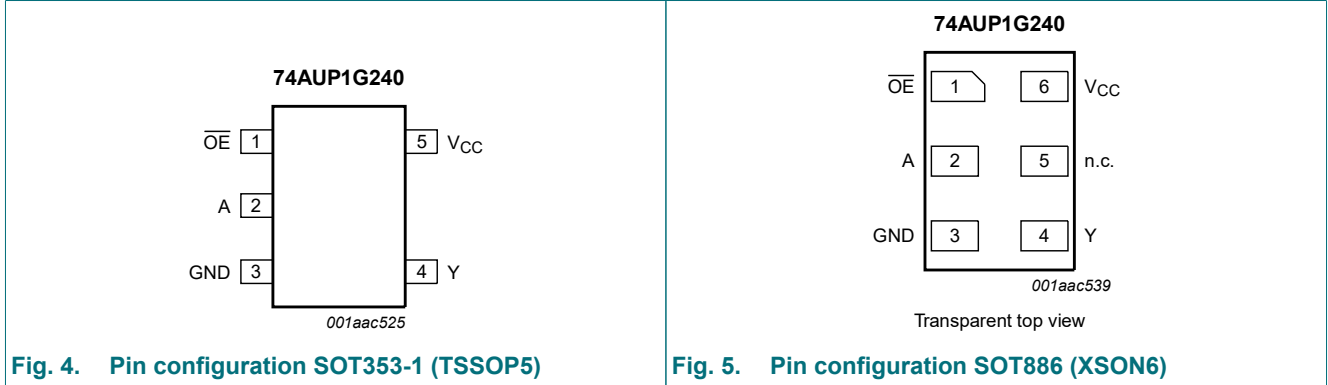 74AUP1G240
OE 1
5 VCC
A 2
GND 3
4 Y
001aac525
Fig. 4. Pin configuration SOT353-1 (TSSOP5)
74AUP1G240
OE 1
6 VCC
A 2
5 n.c.
GND 3
4 Y
001aac539
Transparent top view
Fig. 5. Pin configuration SOT886 (XSON6)